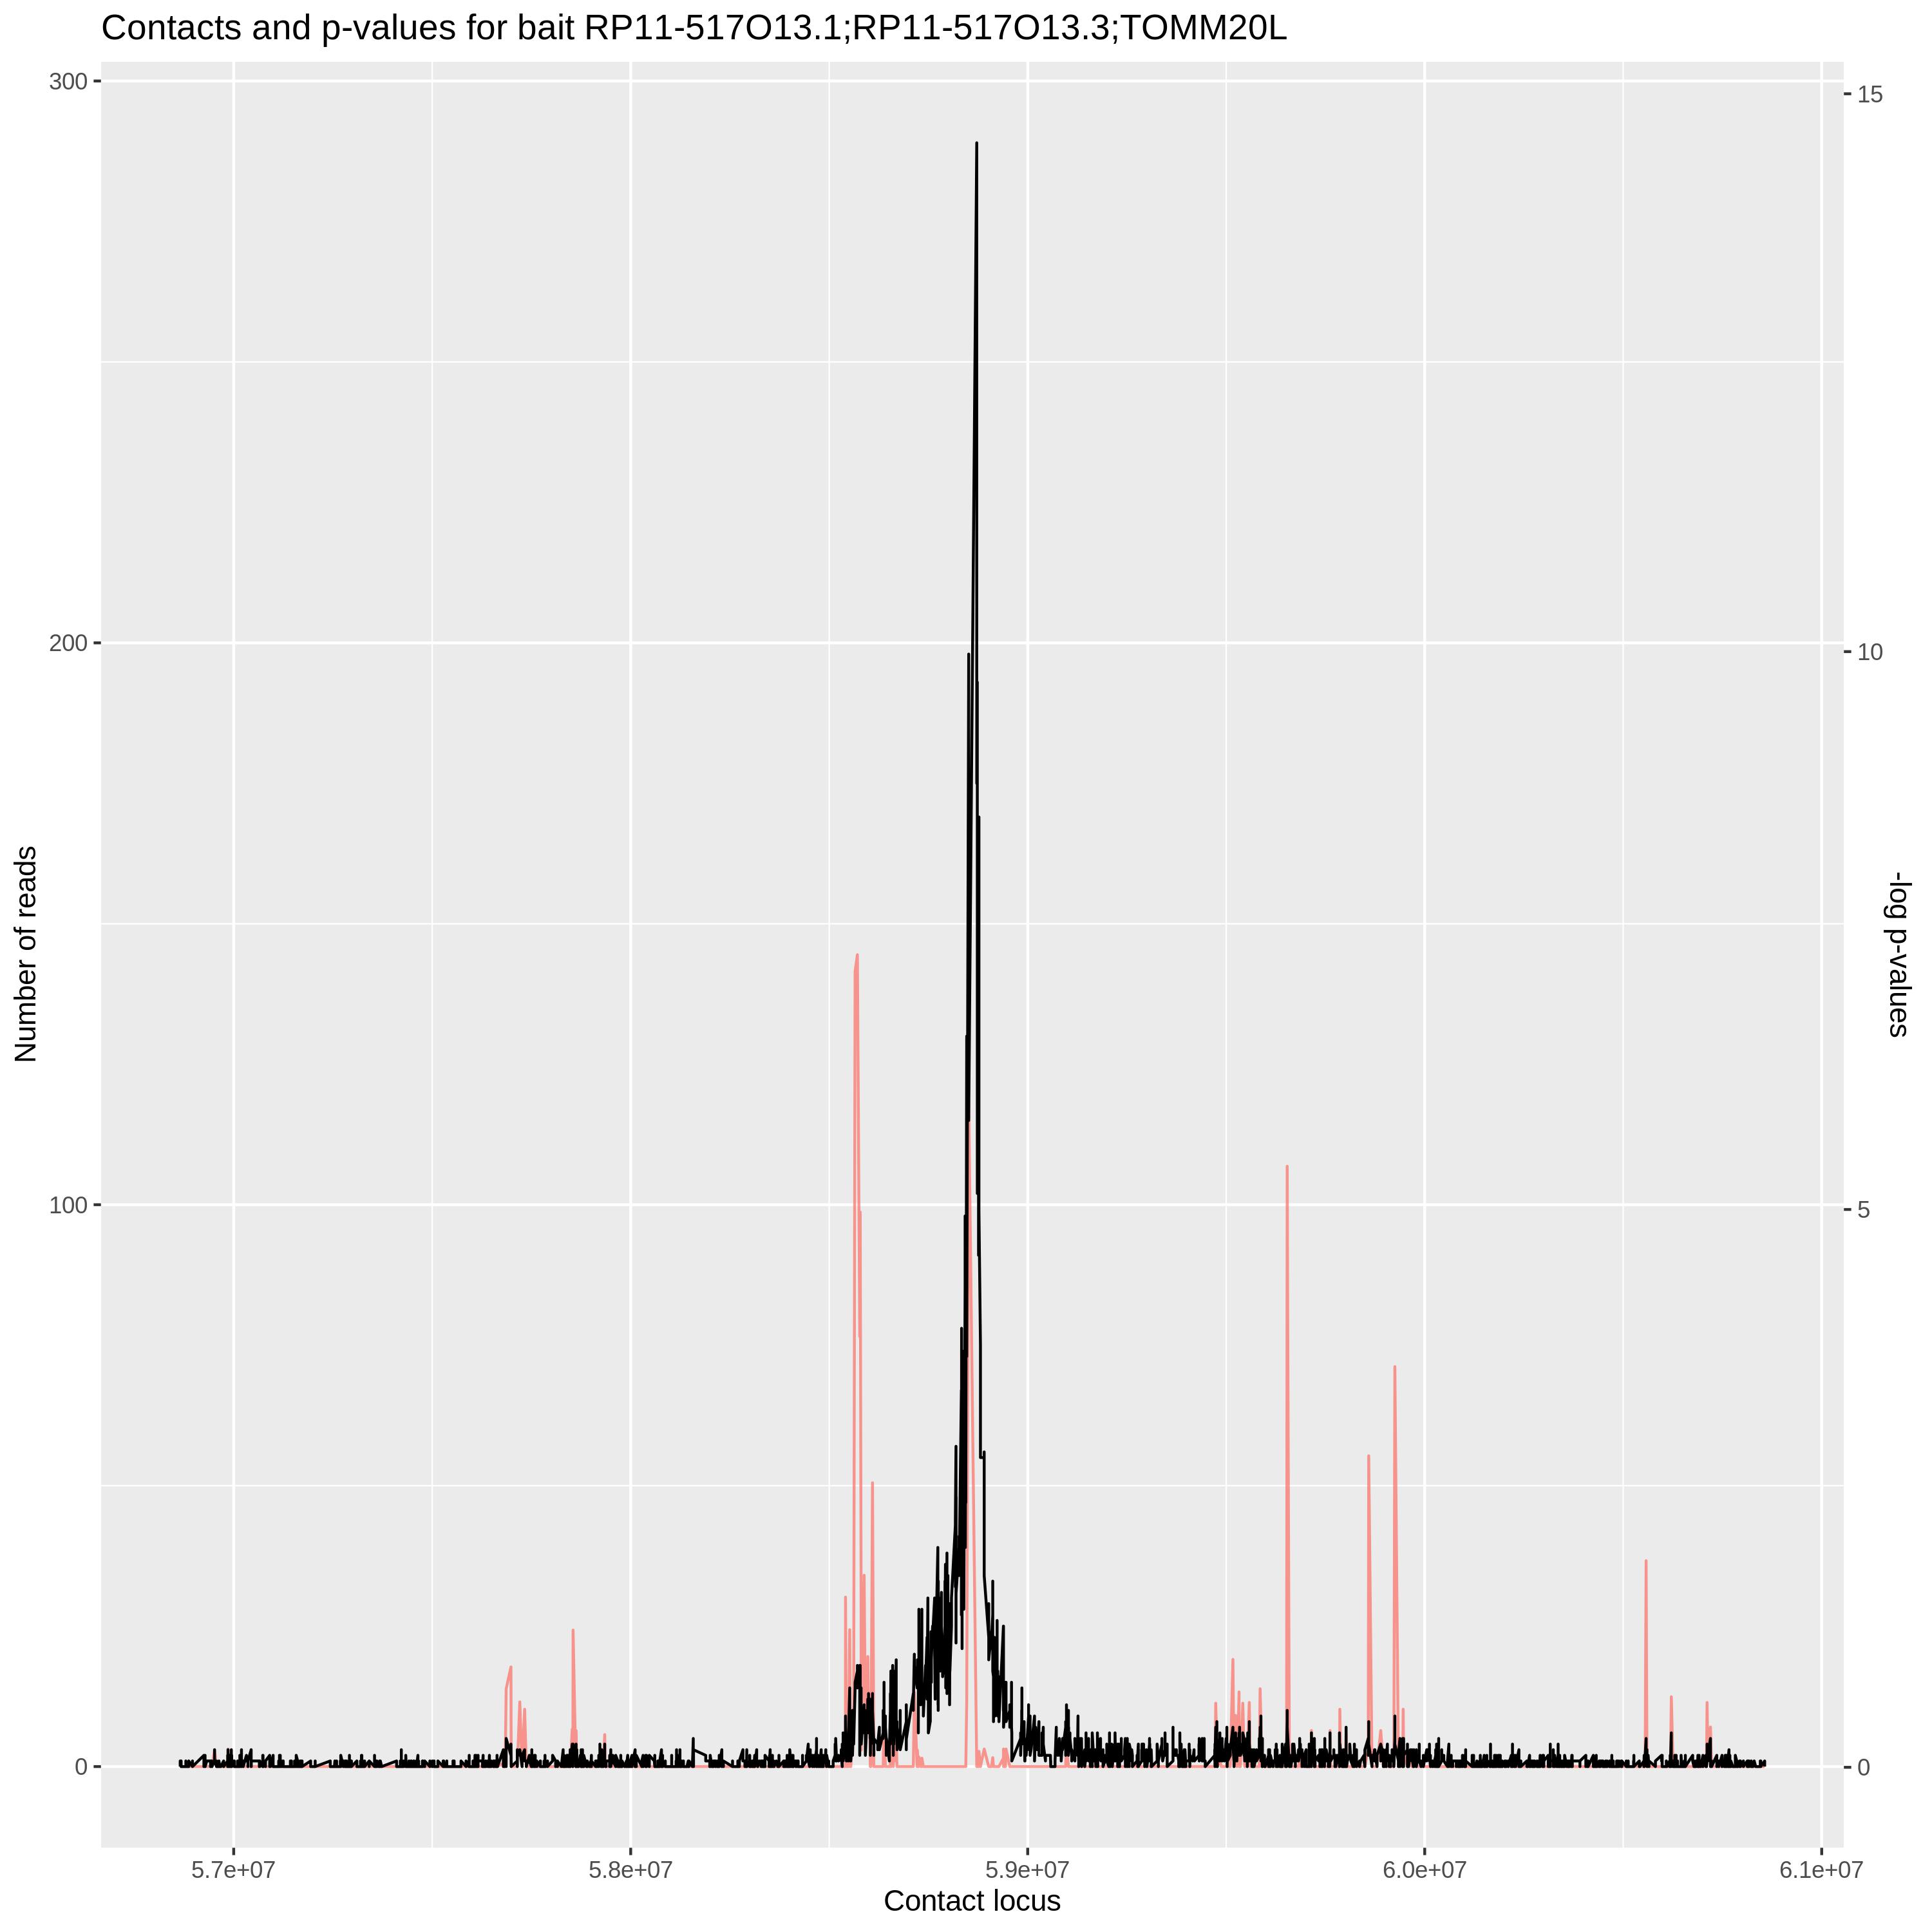 Contacts and p-values for bait RP11-517O13.1;RP11-517O13.3;TOMM20L
300
200
100
0
Number of reads
15
10
5
0
-log p-values
5.7e+07 5.8e+07 5.9e+07 6.0e+07 6.1e+07
Contact locus